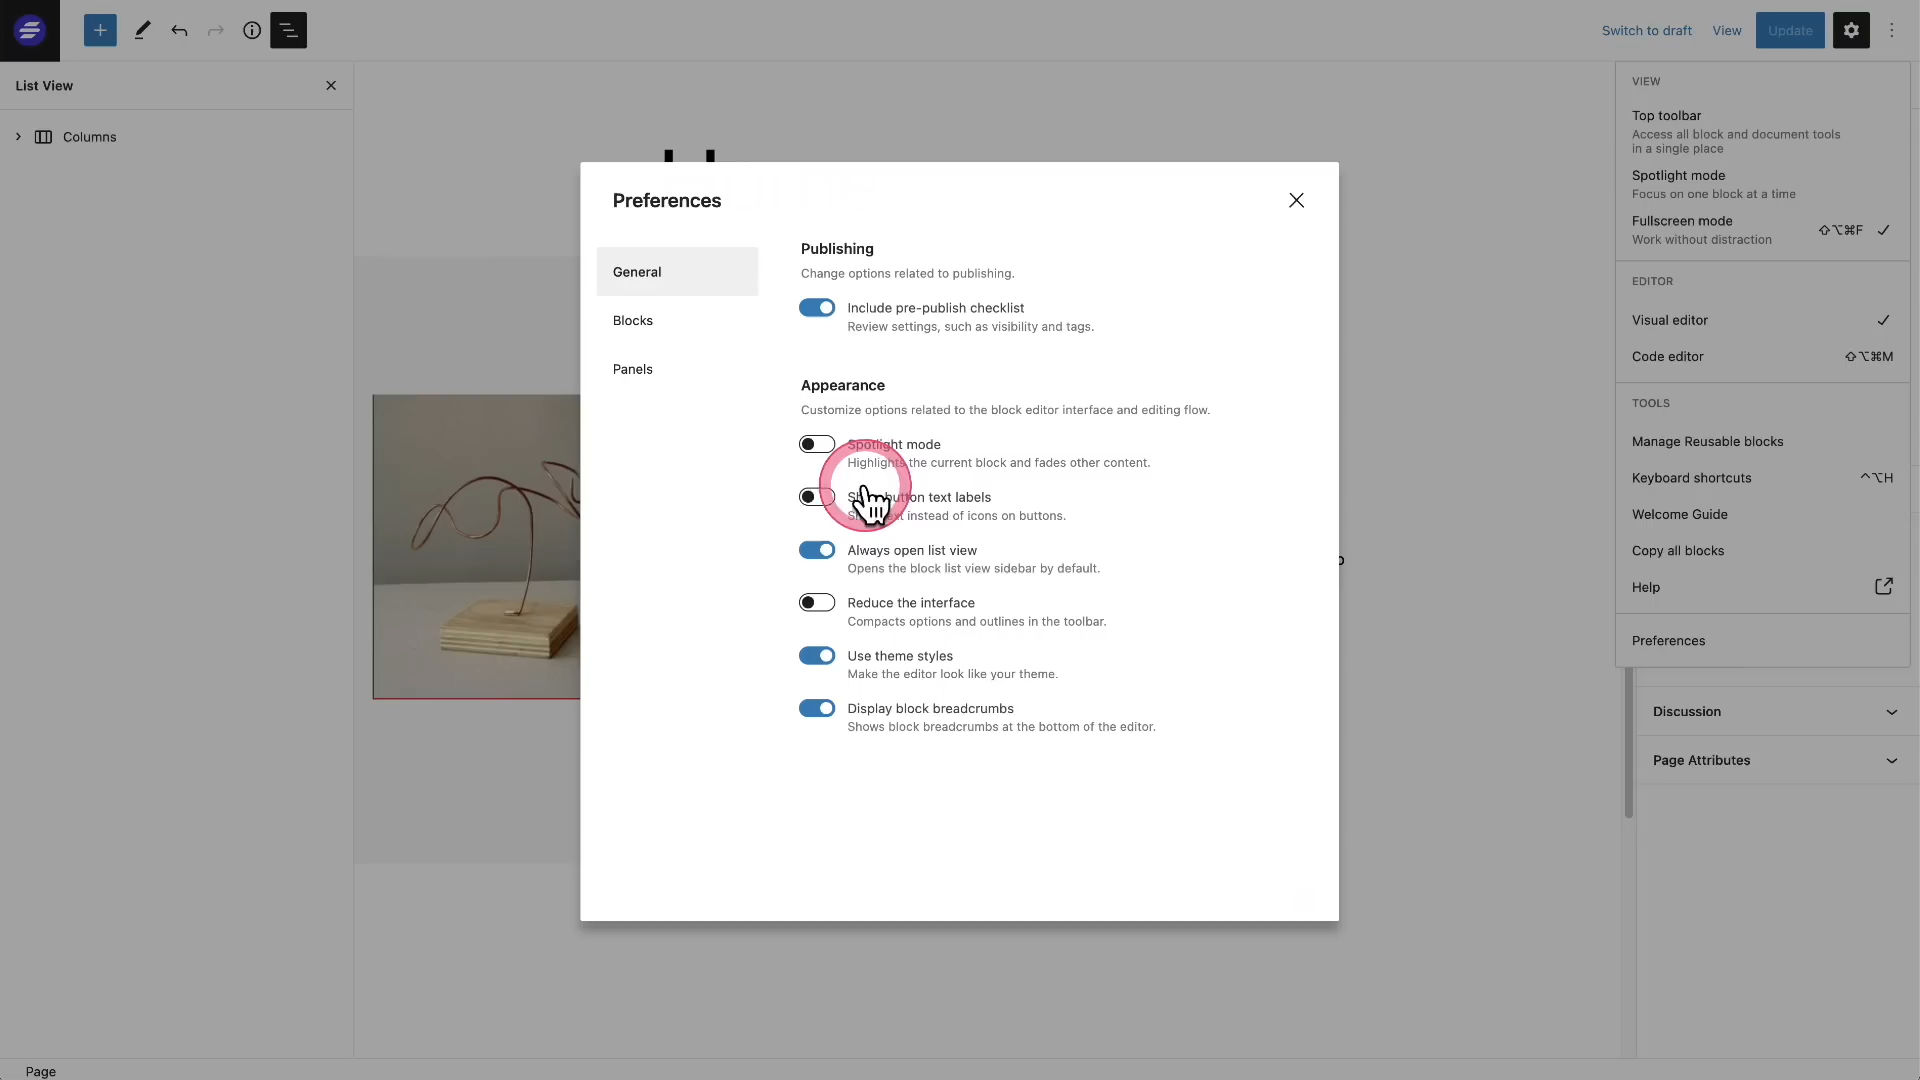 Switch to draft
View
Update
List View
Columns
Preferences
General
Blocks
Panels
Publishing
Change options related to publishing.
Include pre-publish checklist
Review settings, such as visibility and tags.
Appearance
Customize options related to the block editor interface and editing flow.
Spotlight mode
Highlights the current block and fades other content.
Show button text labels
Show text instead of icons on buttons.
Always open list view
Opens the block list view sidebar by default.
Reduce the interface
Compacts options and outlines in the toolbar.
Use theme styles
Make the editor look like your theme.
Display block breadcrumbs
Shows block breadcrumbs at the bottom of the editor.
VIEW
Top toolbar
Access all block and document tools
in a single place
Spotlight mode
Focus on one block at a time
Fullscreen mode ⇧⌥⌘F
Work without distraction
EDITOR
Visual editor
Code editor ⇧⌥⌘M
TOOLS
Manage Reusable blocks
Keyboard shortcuts ⌃⌥H
Welcome Guide
Copy all blocks
Help
Preferences
Discussion
Page Attributes
Page